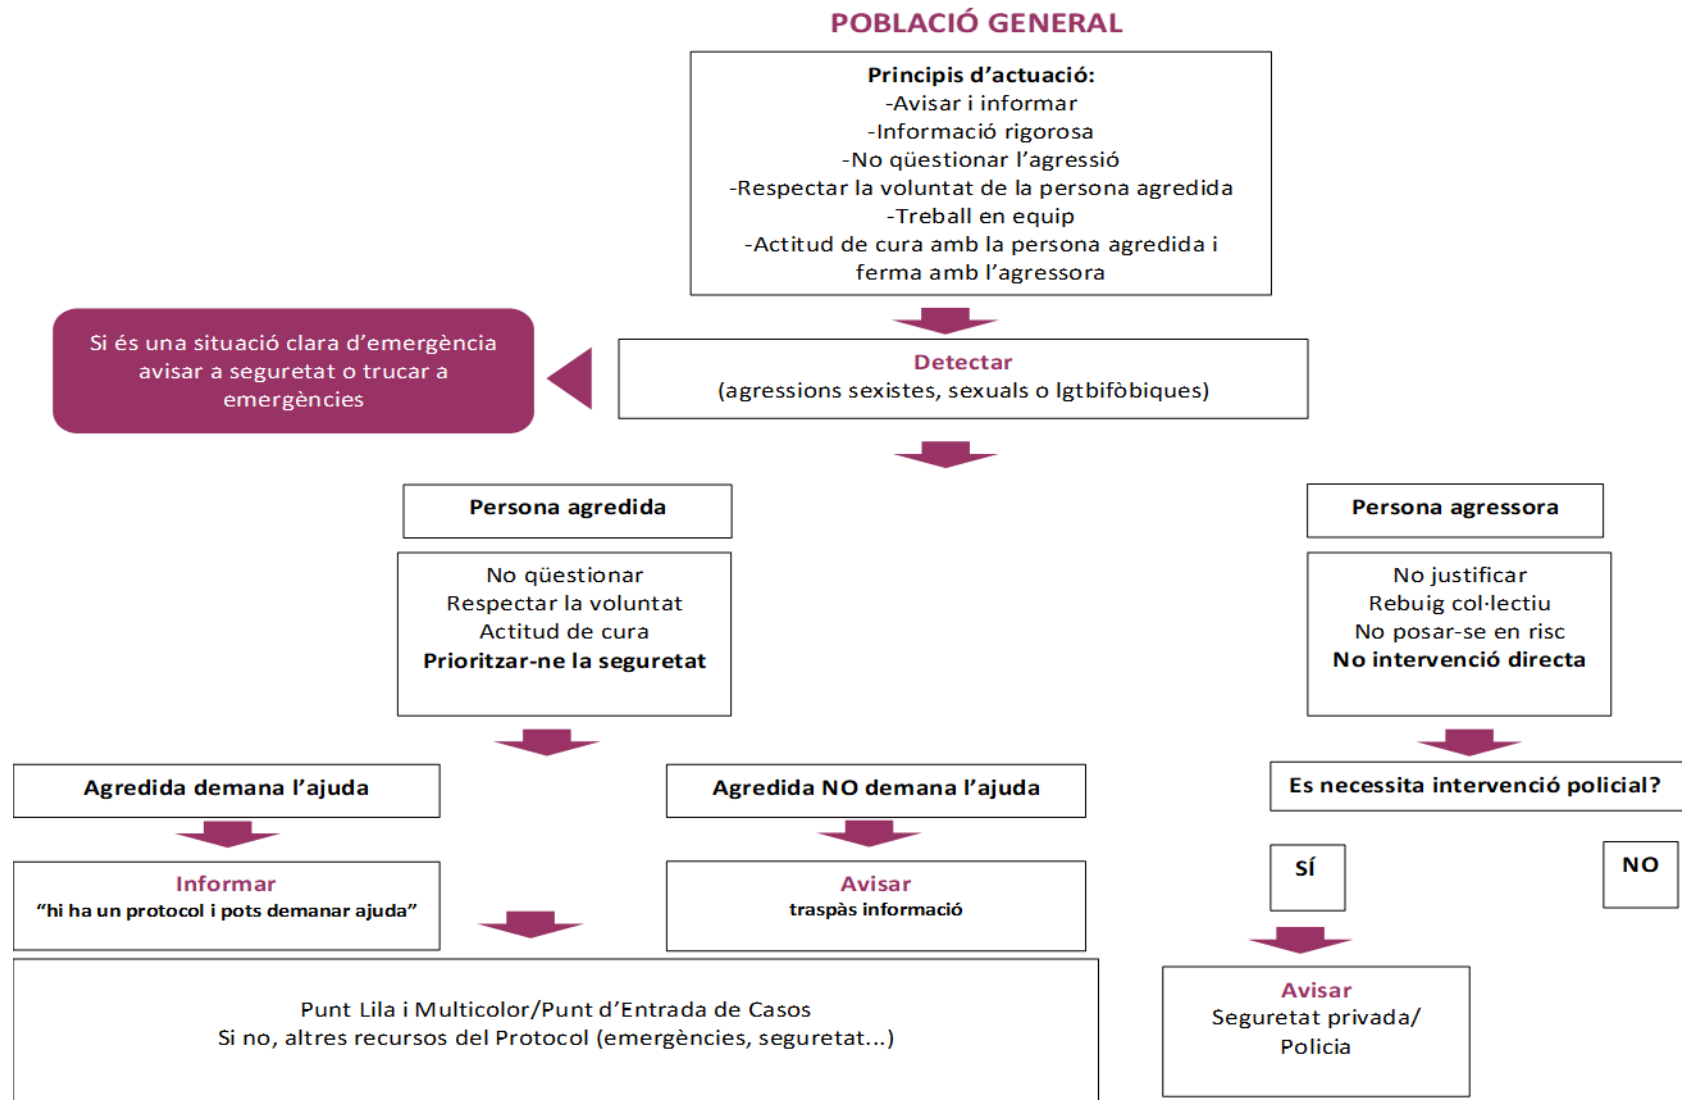 POBLACIÓ GENERAL
Principis d’actuació:
-Avisar i informar
-Informació rigorosa
-No qüestionar l’agressió
-Respectar la voluntat de la persona agredida
-Treball en equip
-Actitud de cura amb la persona agredida i
ferma amb l’agressora
Si és una situació clara d’emergència
avisar a seguretat o trucar a
emergències
Detectar
(agressions sexistes, sexuals o lgtbifòbiques)
Persona agredida
No qüestionar
Respectar la voluntat
Actitud de cura
Prioritzar-ne la seguretat
Persona agressora
No justificar
Rebuig col·lectiu
No posar-se en risc
No intervenció directa
Agredida demana l’ajuda
Agredida NO demana l’ajuda
Es necessita intervenció policial?
Informar
“hi ha un protocol i pots demanar ajuda”
Avisar
traspàs informació
SÍ
NO
Punt Lila i Multicolor/Punt d’Entrada de Casos
Si no, altres recursos del Protocol (emergències, seguretat...)
Avisar
Seguretat privada/
Policia